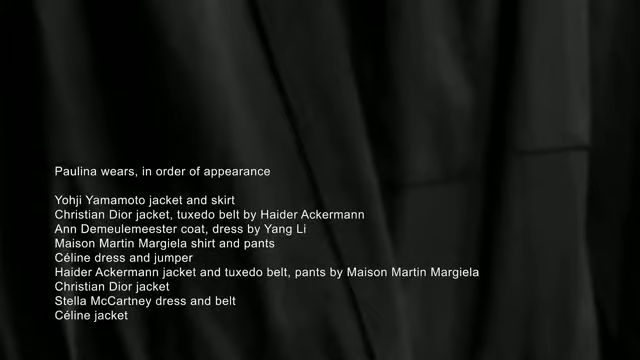 Paulina wears, in order of appearance
Yohji Yamamoto jacket and skirt
Christian Dior jacket, tuxedo belt by Haider Ackermann
Ann Demeulemeester coat, dress by Yang Li
Maison Martin Margiela shirt and pants
Céline dress and jumper
Haider Ackermann jacket and tuxedo belt, pants by Maison Martin Margiela
Christian Dior jacket
Stella McCartney dress and belt
Céline jacket